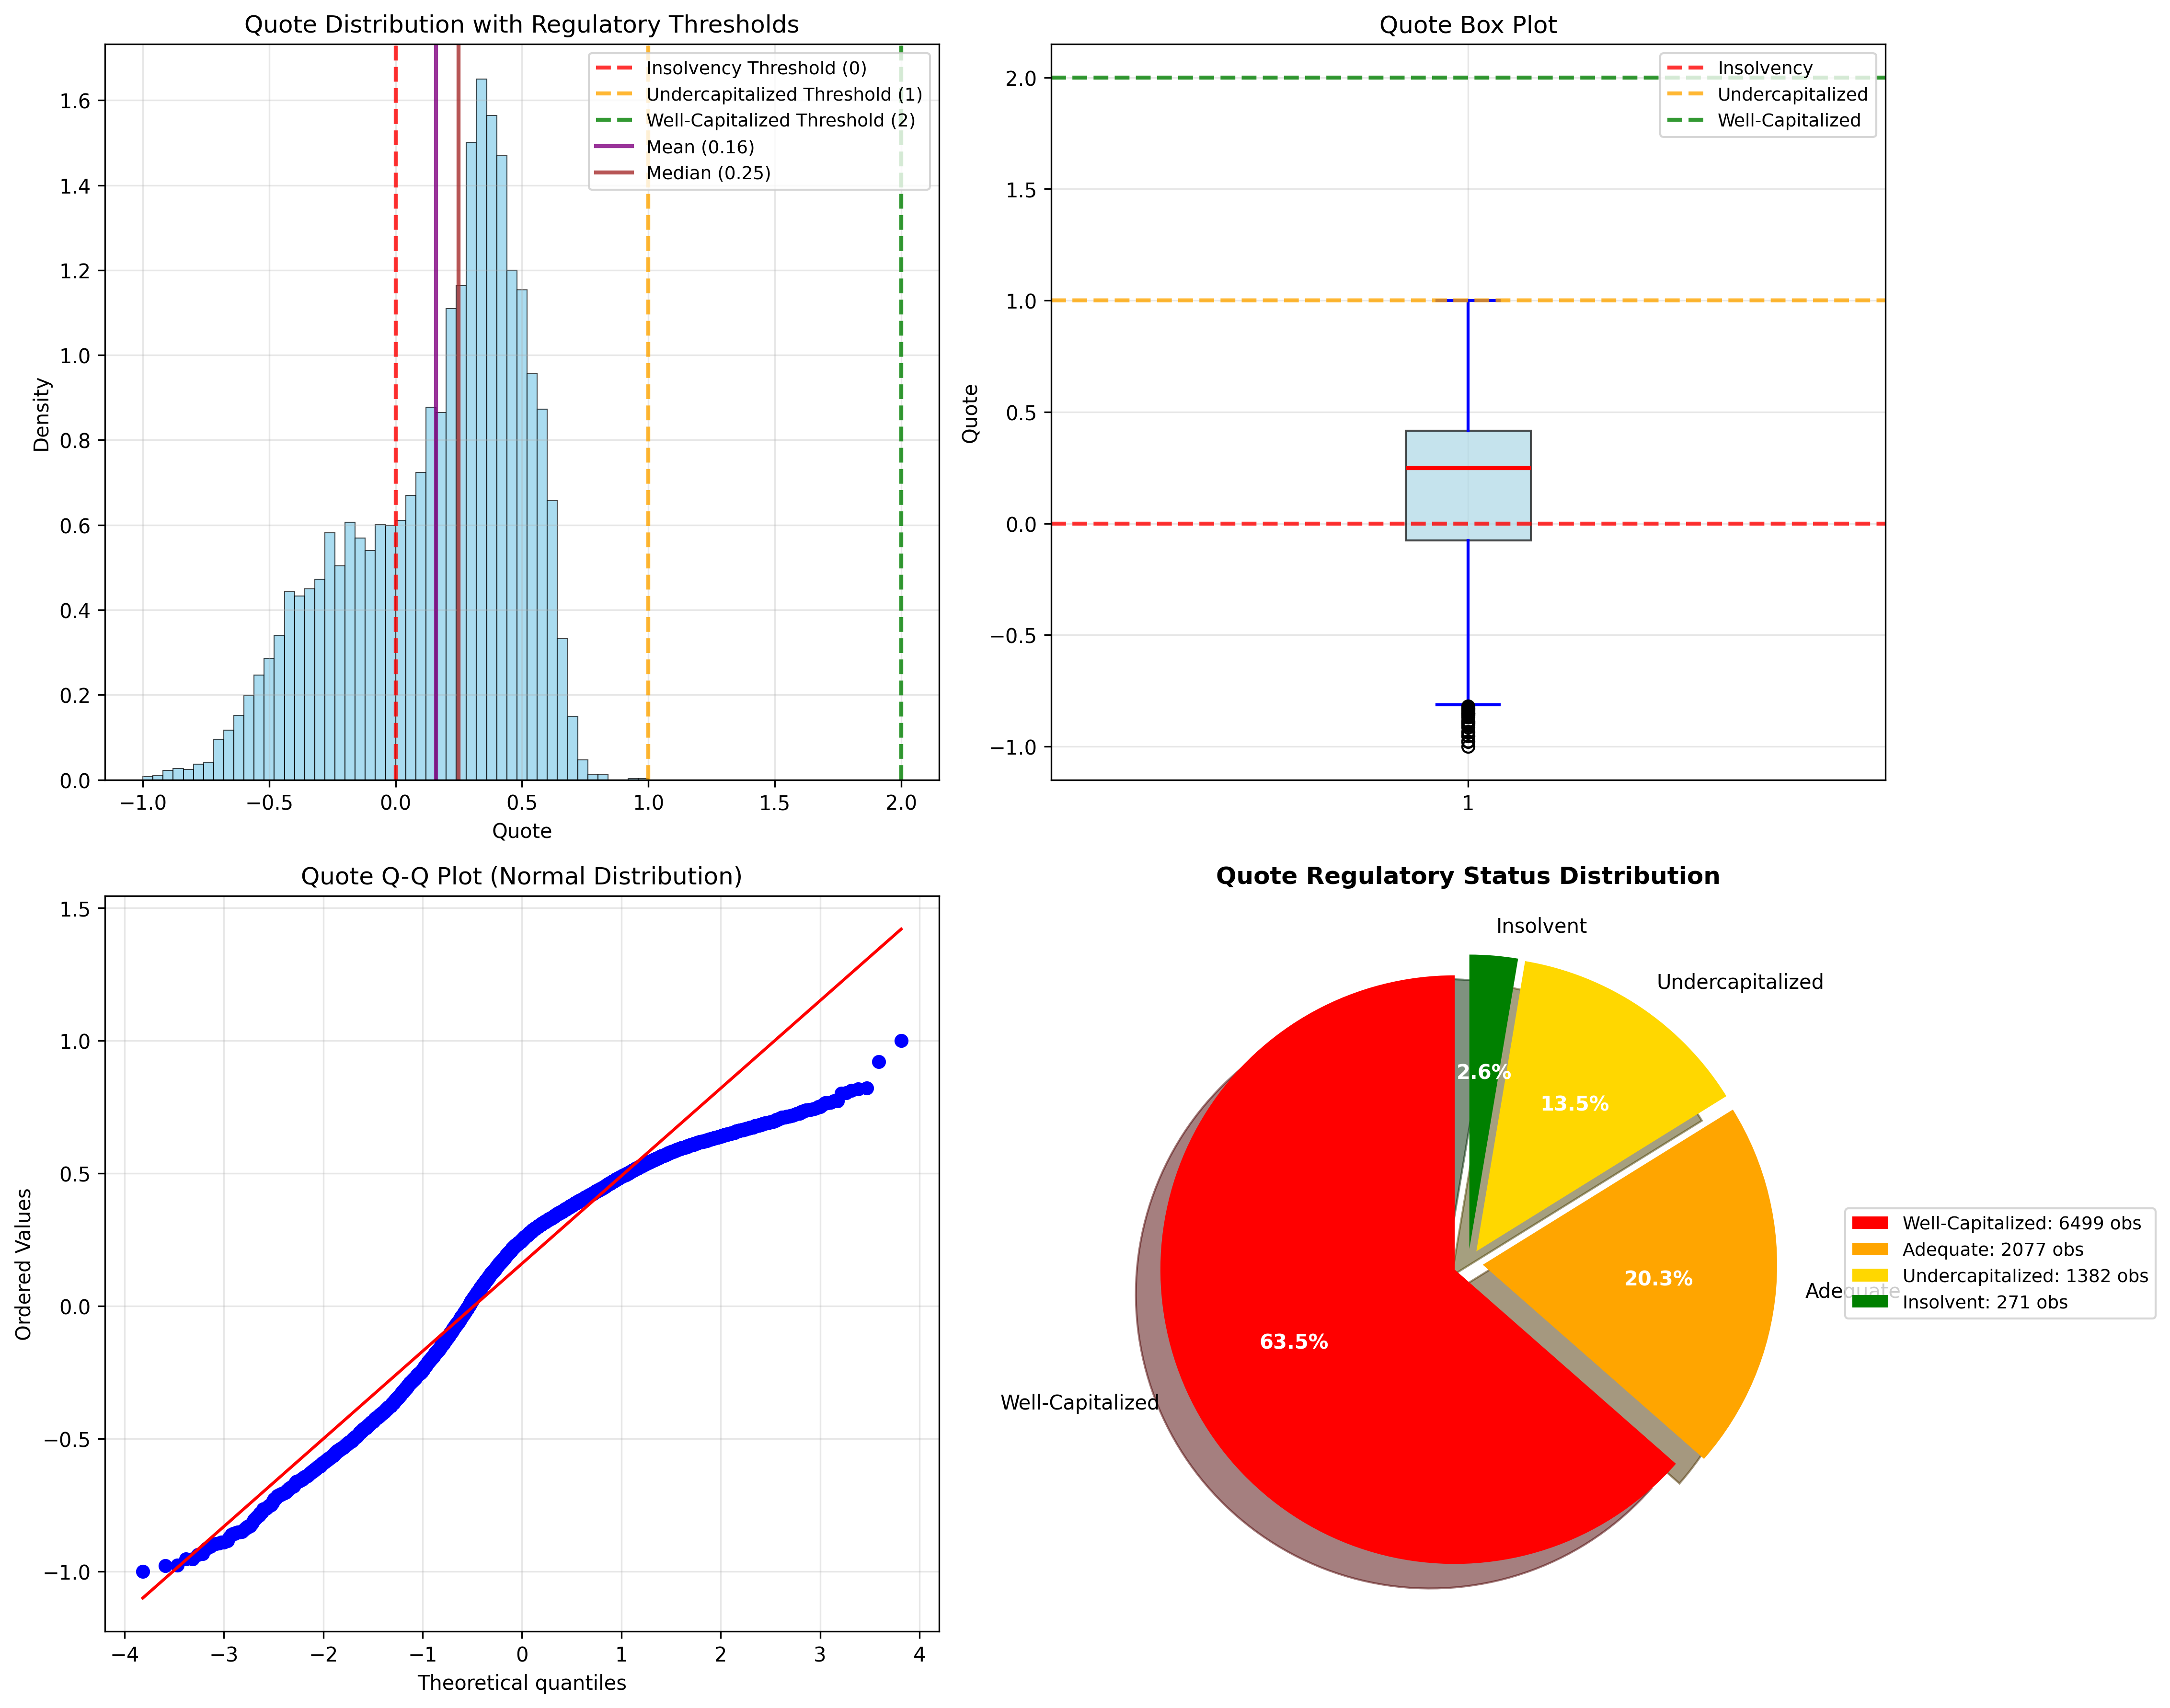 Quote Distribution with Regulatory Thresholds
Insolvency Threshold (0)
Undercapitalized Threshold (1)
Well-Capitalized Threshold (2)
Mean (0.16)
Median (0.25)
Density
1.6
1.4
1.2
1.0
0.8
0.6
0.4
0.2
0.0
−1.0 −0.5 0.0 0.5 1.0 1.5 2.0
Quote
Quote Box Plot
Insolvency
Undercapitalized
Well-Capitalized
Quote
2.0
1.5
1.0
0.5
0.0
−0.5
−1.0
1
Quote Q-Q Plot (Normal Distribution)
Ordered Values
1.5
1.0
0.5
0.0
−0.5
−1.0
−4 −3 −2 −1 0 1 2 3 4
Theoretical quantiles
Quote Regulatory Status Distribution
Insolvent
Undercapitalized
2.6%
13.5%
20.3%
Adequate
63.5%
Well-Capitalized
Well-Capitalized: 6499 obs
Adequate: 2077 obs
Undercapitalized: 1382 obs
Insolvent: 271 obs